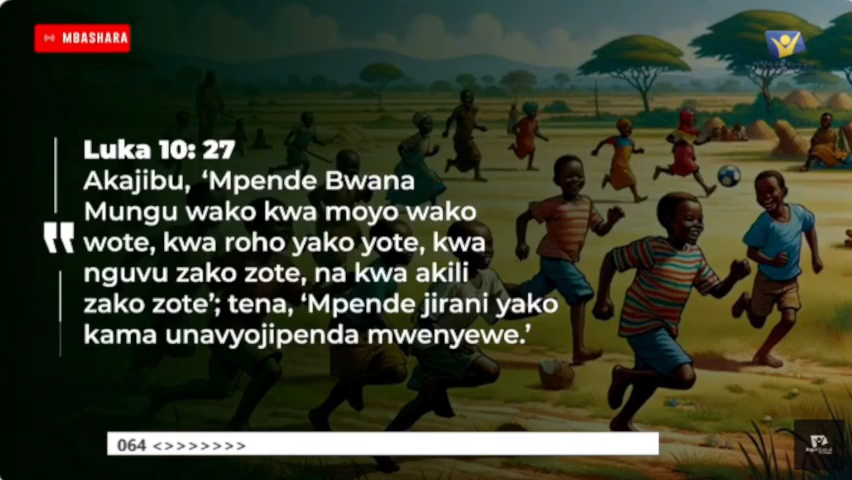 MBASHARA
Luka 10: 27
Akajibu, ‘Mpende Bwana
Mungu wako kwa moyo wako
wote, kwa roho yako yote, kwa
nguvu zako zote, na kwa akili
zako zote’; tena, ‘Mpende jirani yako
kama unavyojipenda mwenyewe.’
064 <>>>>>>>